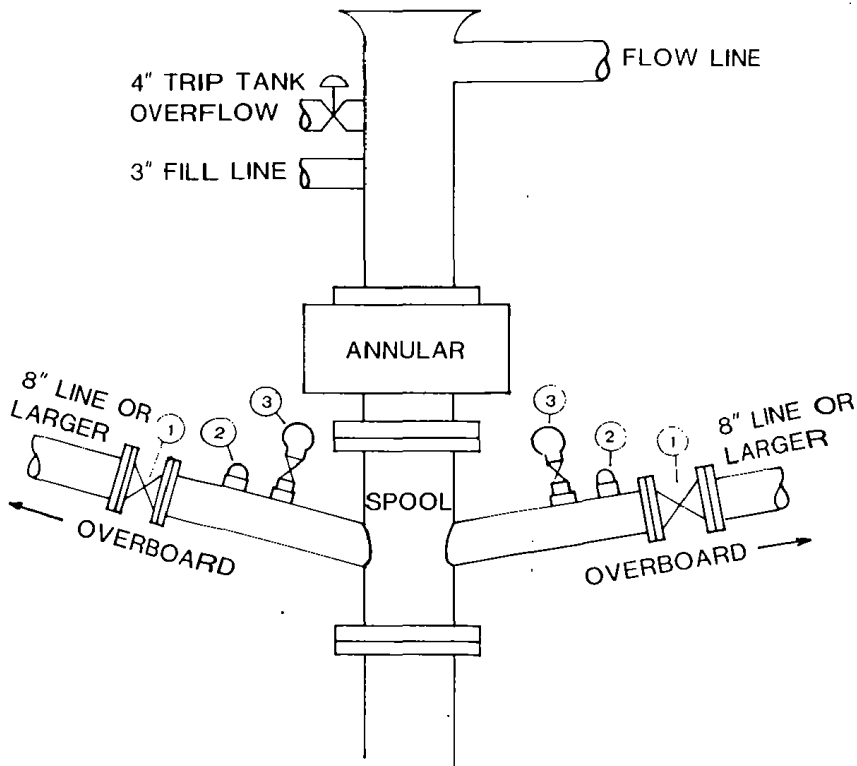 FLOW LINE
4" TRIP TANK
OVERFLOW
3" FILL LINE
ANNULAR
8" LINE OR
LARGER
1
2
3
SPOOL
OVERBOARD
3
2
1
8" LINE OR
LARGER
OVERBOARD